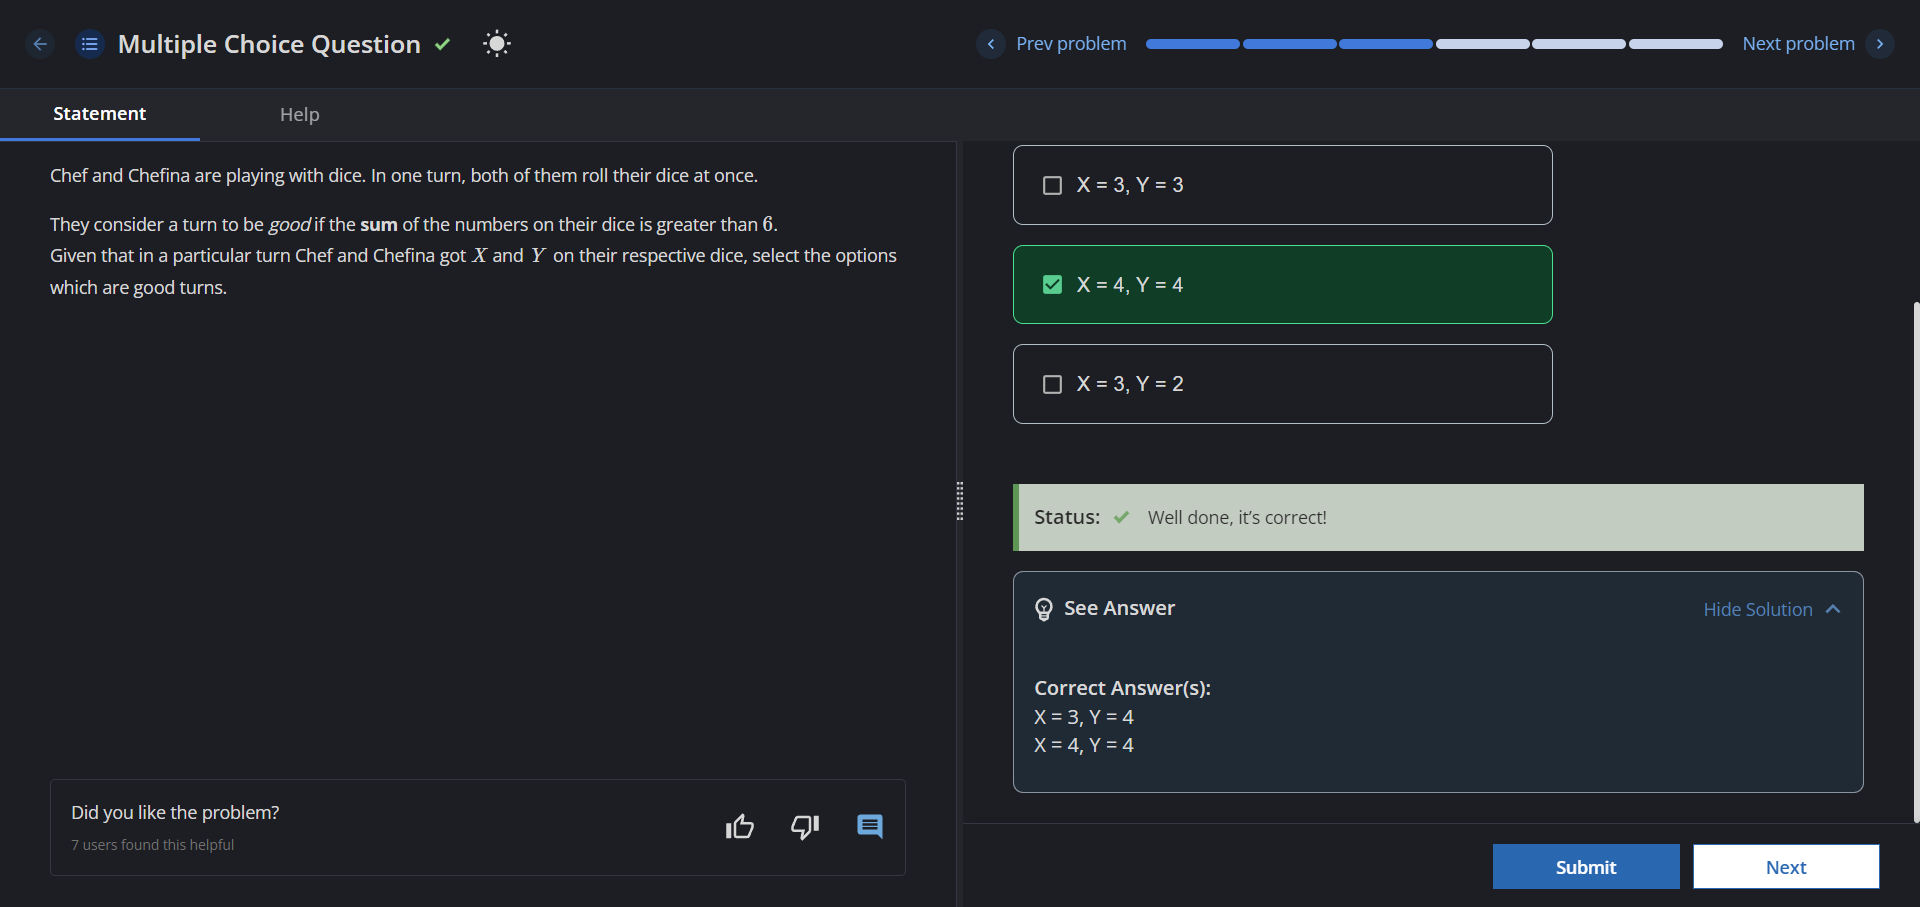 Multiple Choice Question
Prev problem
Next problem
Statement
Help
Chef and Chefina are playing with dice. In one turn, both of them roll their dice at once.
They consider a turn to be good if the sum of the numbers on their dice is greater than 6.
Given that in a particular turn Chef and Chefina got X and Y on their respective dice, select the options
which are good turns.
Did you like the problem?
7 users found this helpful
X = 3, Y = 3
X = 4, Y = 4
X = 3, Y = 2
Status: Well done, it's correct!
See Answer
Hide Solution
Correct Answer(s):
X = 3, Y = 4
X = 4, Y = 4
Submit
Next